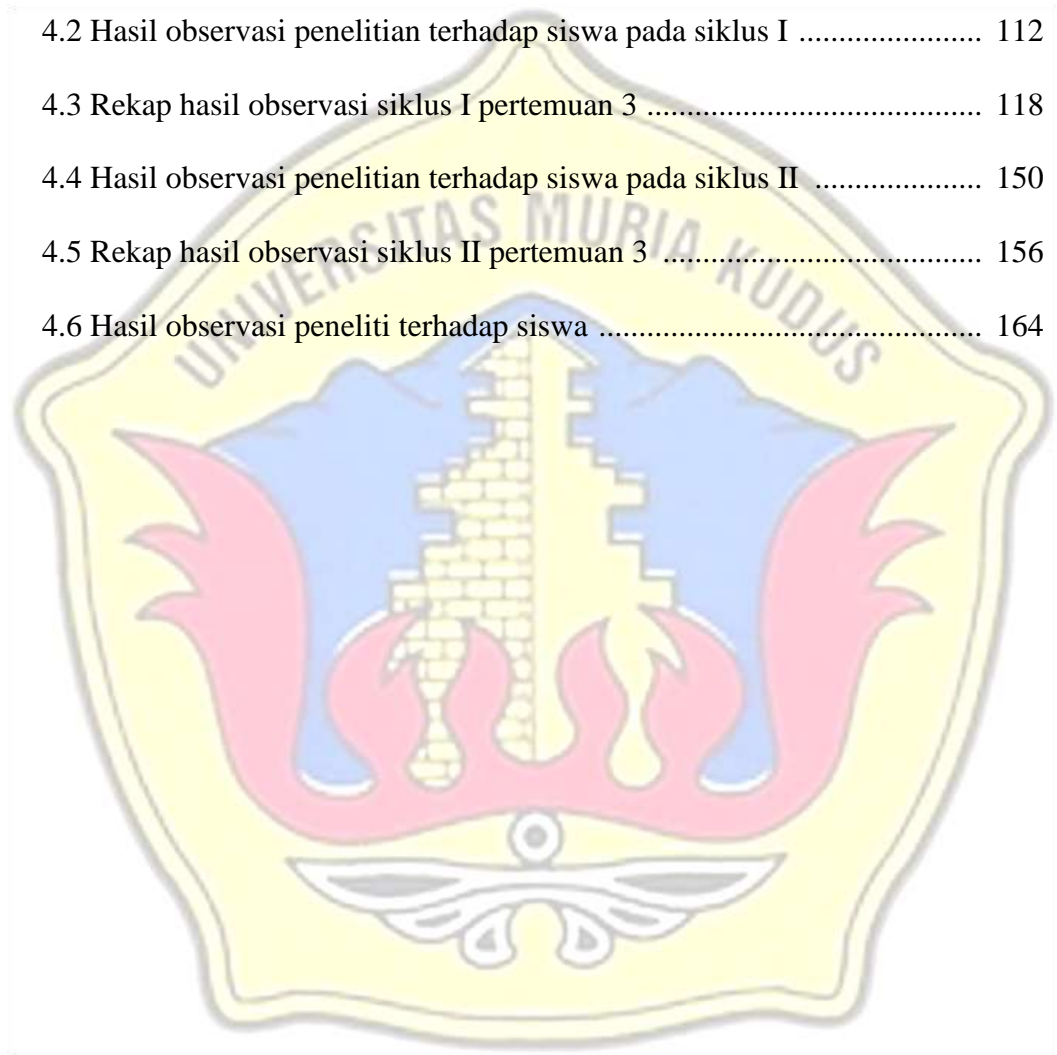 4.2 Hasil observasi penelitian terhadap siswa pada siklus I ...................... 112
4.3 Rekap hasil observasi siklus I pertemuan 3 ........................................ 118
4.4 Hasil observasi penelitian terhadap siswa pada siklus II .................... 150
UNIVERSITAS MURIA KUDUS
4.5 Rekap hasil observasi siklus II pertemuan 3 ...................................... 156
4.6 Hasil observasi peneliti terhadap siswa .............................................. 164